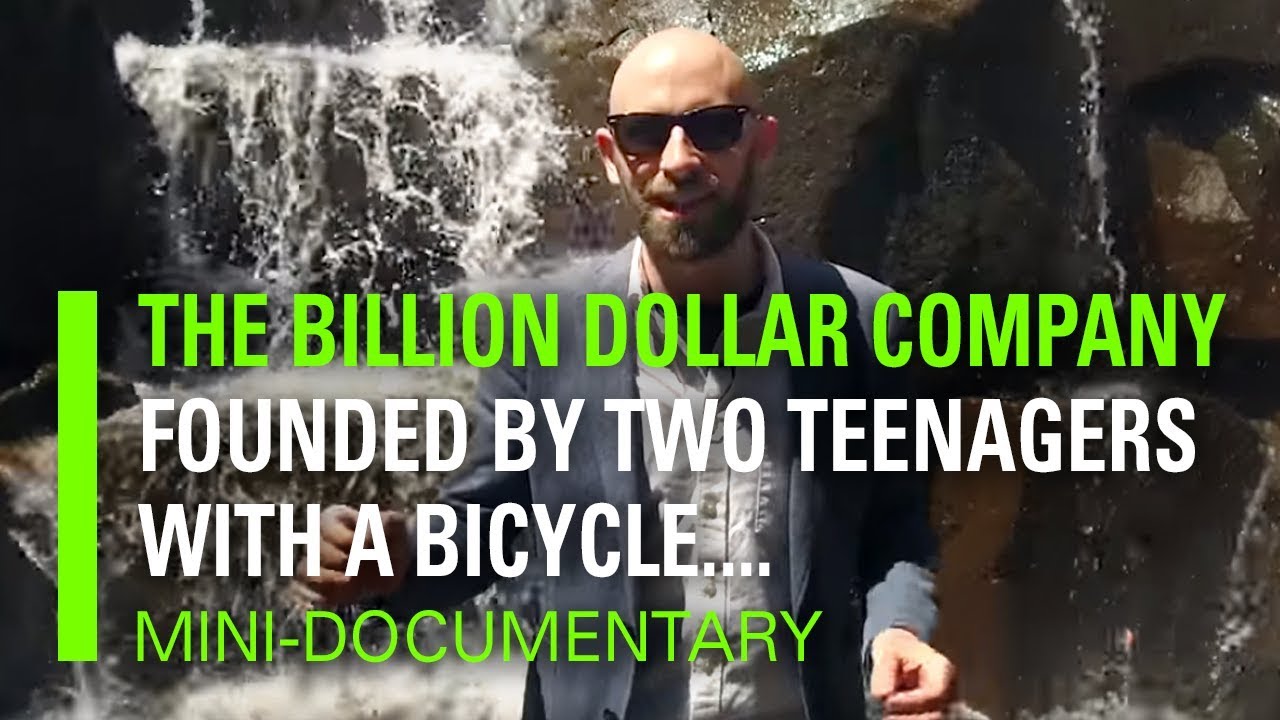 THE BILLION DOLLAR COMPANY
FOUNDED BY TWO TEENAGERS
WITH A BICYCLE....
MINI-DOCUMENTARY